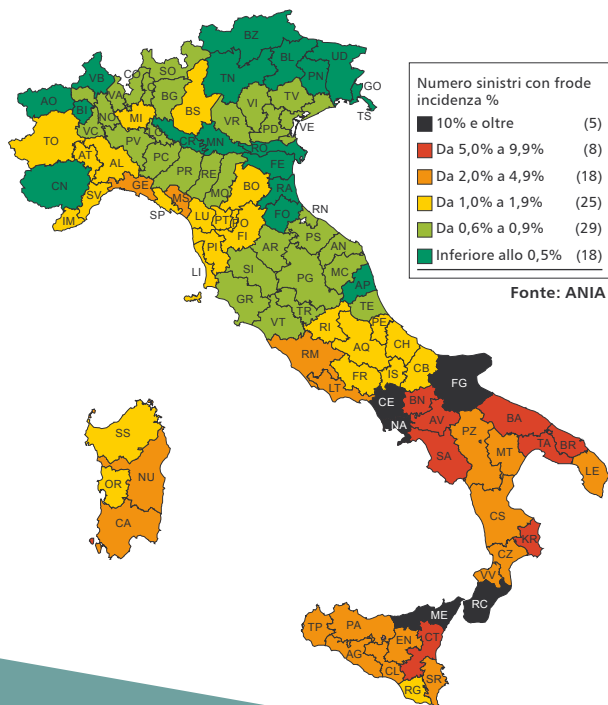 Numero sinistri con frode
incidenza %
10% e oltre (5)
Da 5,0% a 9,9% (8)
Da 2,0% a 4,9% (18)
Da 1,0% a 1,9% (25)
Da 0,6% a 0,9% (29)
Inferiore allo 0,5% (18)
Fonte: ANIA
BZ
VB
CO
SO
TN
BL
UD
PN
GO
TS
AO
BI
VA
LC
BG
BS
VI
TV
VE
NO
MI
VR
PD
TO
VC
PV
LO
CR
MN
RO
AT
AL
PC
PR
RE
MO
FE
BO
RA
CN
GE
SV
SP
MS
IM
LU
PT
PO
FI
FO
RN
PI
LI
PS
AN
AR
SI
MC
PG
AP
GR
TE
TR
VT
RI
PE
RM
AQ
CH
FR
IS
CB
LT
FG
CE
BN
NA
AV
BA
SA
PZ
MT
TA
BR
LE
SS
NU
OR
CA
CS
KR
CZ
VV
RC
ME
TP
PA
EN
CT
AG
CL
SR
RG